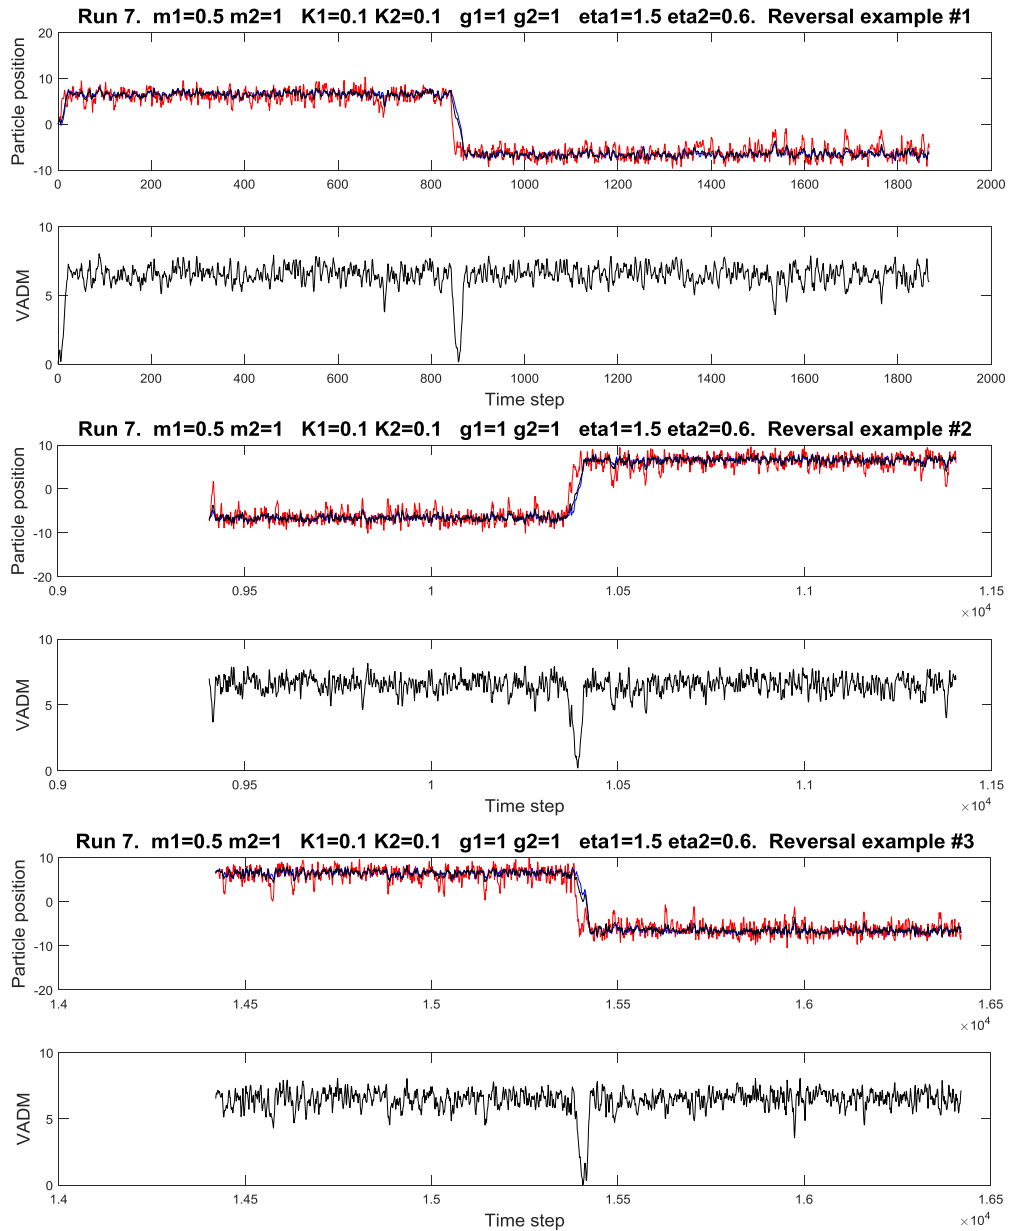 Run 7.  m1=0.5 m2=1   K1=0.1 K2=0.1   g1=1 g2=1   eta1=1.5 eta2=0.6.  Reversal example #1
Particle position
20
10
0
-10
0 200 400 600 800 1000 1200 1400 1600 1800 2000
VADM
10
5
0
0 200 400 600 800 1000 1200 1400 1600 1800 2000
Time step
Run 7.  m1=0.5 m2=1   K1=0.1 K2=0.1   g1=1 g2=1   eta1=1.5 eta2=0.6.  Reversal example #2
Particle position
10
0
-10
-20
0.9 0.95 1 1.05 1.1 1.15
×10^4
VADM
10
5
0
0.9 0.95 1 1.05 1.1 1.15
Time step
×10^4
Run 7.  m1=0.5 m2=1   K1=0.1 K2=0.1   g1=1 g2=1   eta1=1.5 eta2=0.6.  Reversal example #3
Particle position
10
0
-10
-20
1.4 1.45 1.5 1.55 1.6 1.65
×10^4
VADM
10
5
0
1.4 1.45 1.5 1.55 1.6 1.65
Time step
×10^4